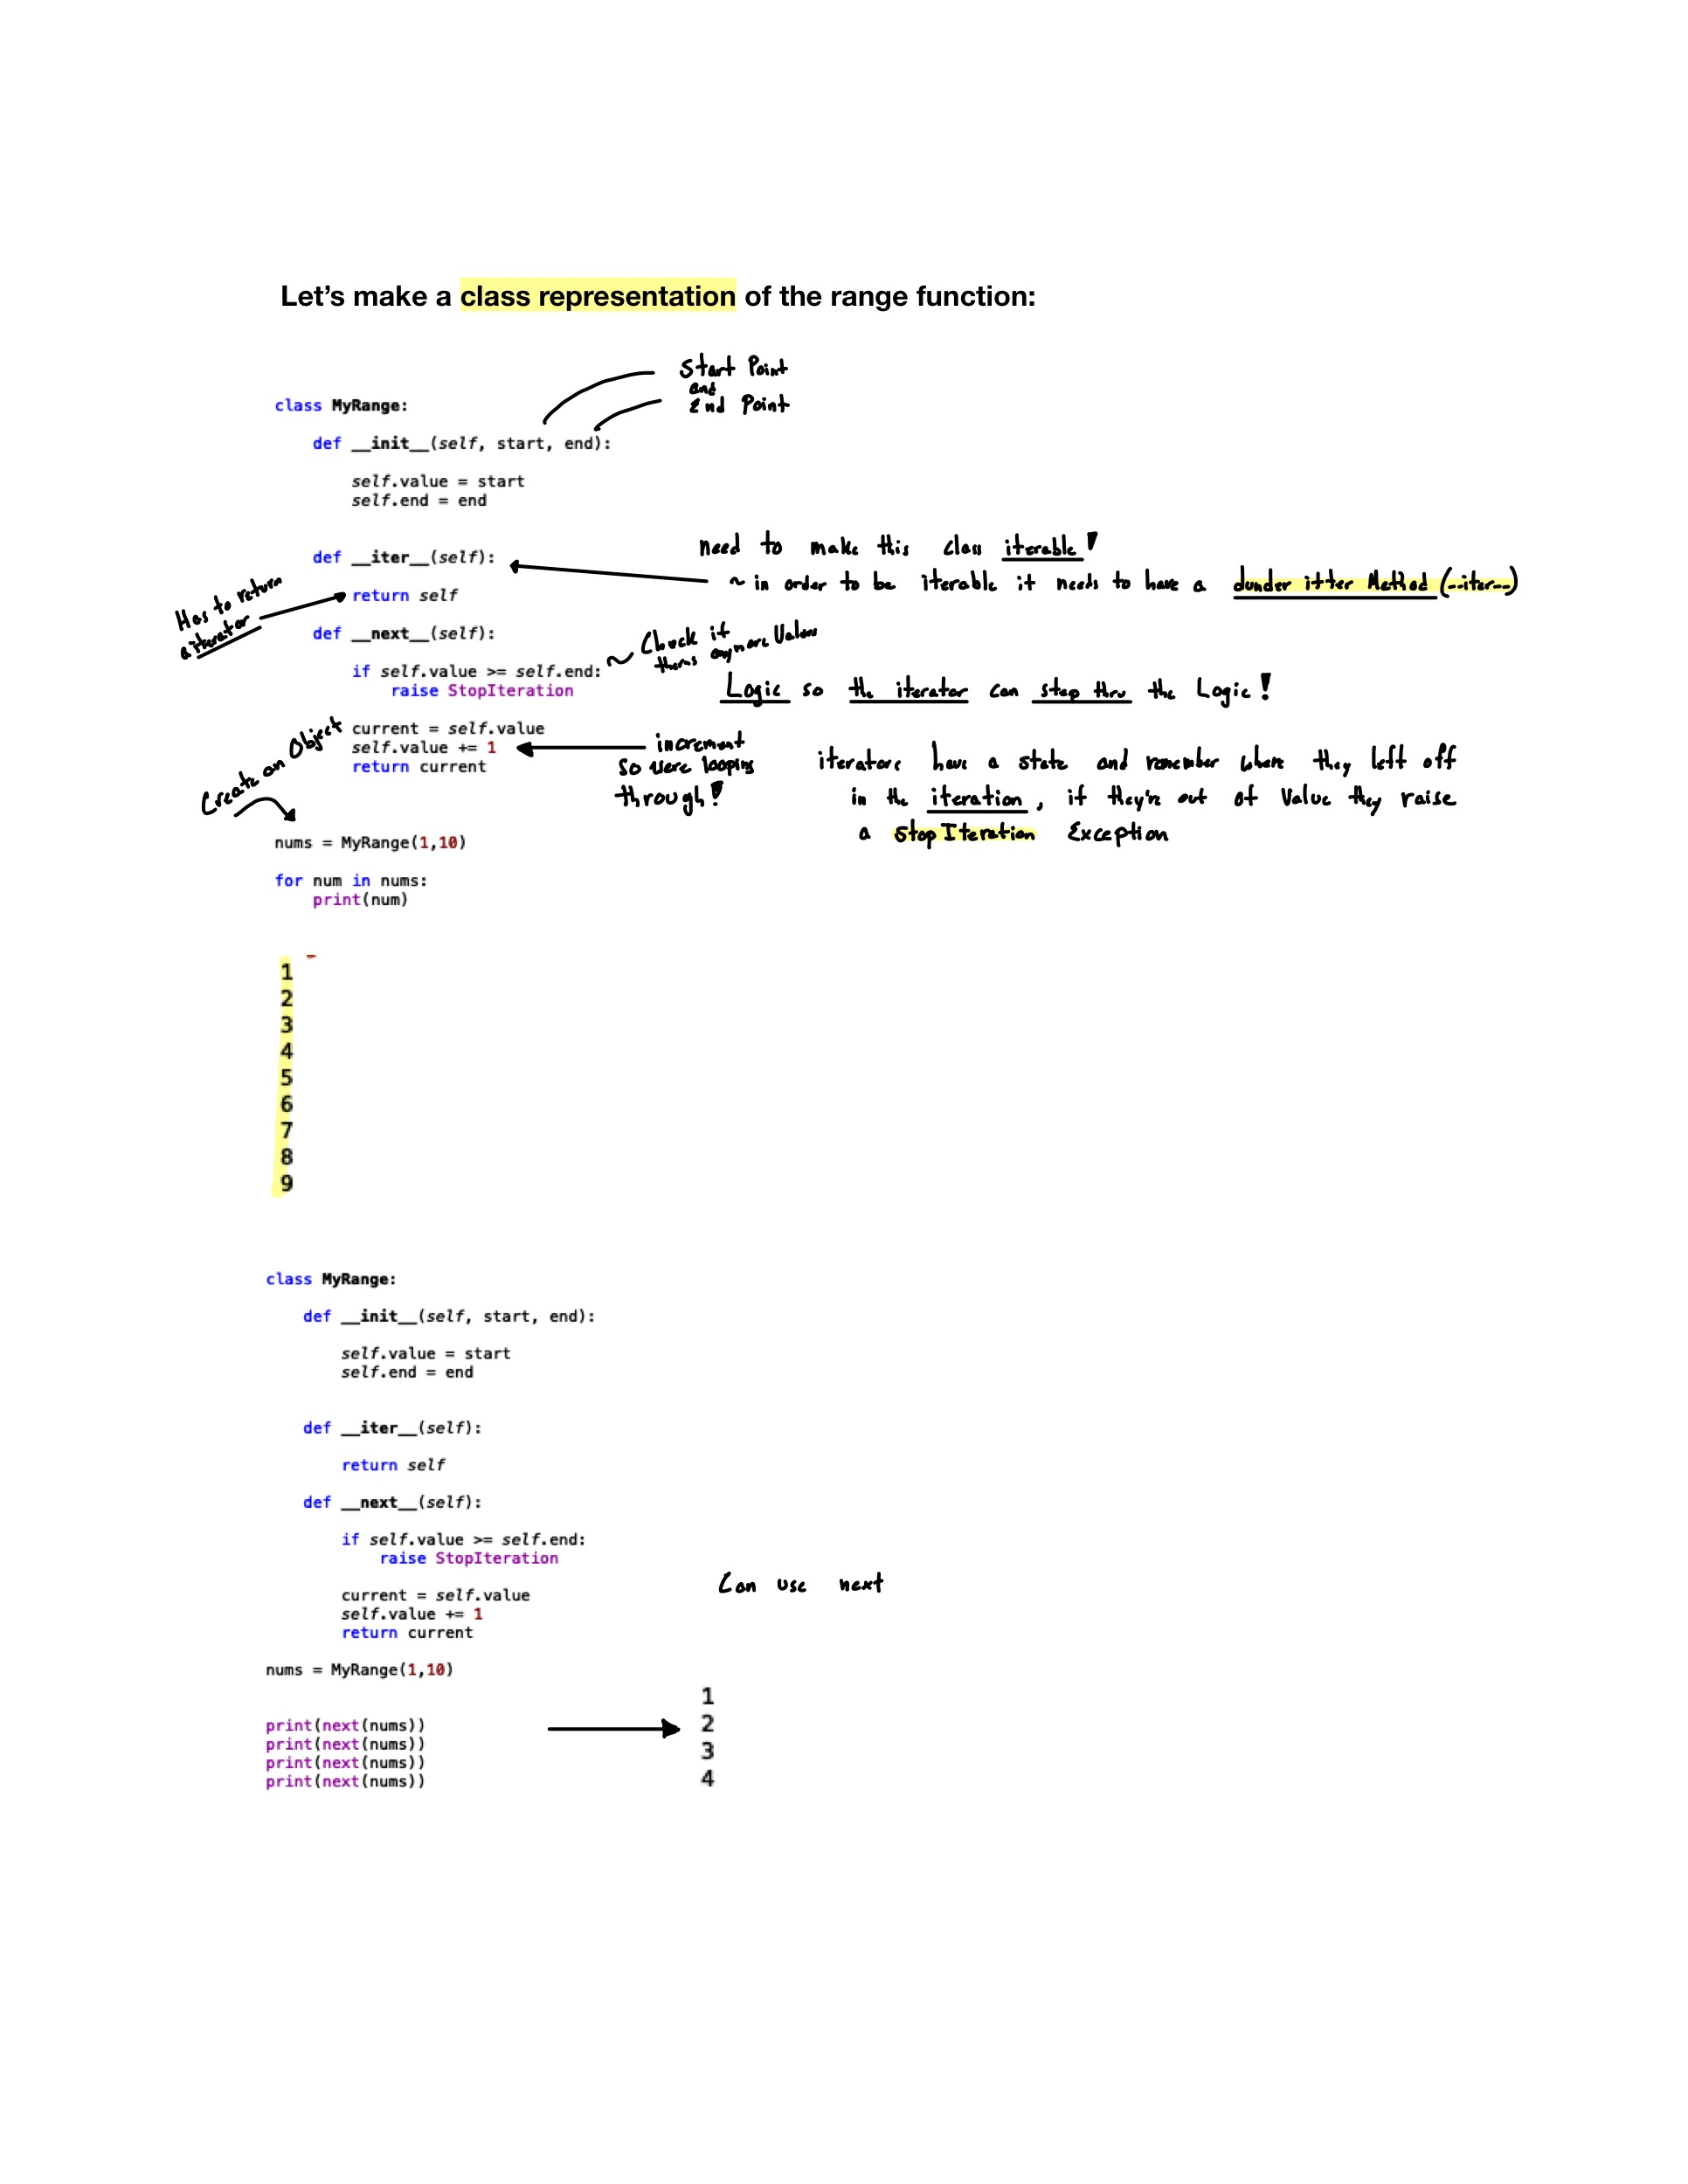 Let's make a class representation of the range function:
Start Point
and
End Point
class MyRange:
def __init__(self, start, end):
self.value = start
self.end = end
need to make this class iterable!
def __iter__(self):
~ in order to be iterable it needs to have a dunder itter Method (__iter__)
Has to return
a iterator
return self
def __next__(self):
~ Check if
theres anymore Values
if self.value >= self.end:
raise StopIteration
Logic so the iterator can step thru the Logic!
Create an Object
current = self.value
self.value += 1
return current
increment
so were looping
through!
iterators have a state and remember where they left off
in the iteration, if they're out of value they raise
a stop Iteration Exception
nums = MyRange(1,10)
for num in nums:
print(num)
1
2
3
4
5
6
7
8
9
class MyRange:
def __init__(self, start, end):
self.value = start
self.end = end
def __iter__(self):
return self
def __next__(self):
if self.value >= self.end:
raise StopIteration
Can use next
current = self.value
self.value += 1
return current
nums = MyRange(1,10)
print(next(nums))
print(next(nums))
print(next(nums))
print(next(nums))
1
2
3
4